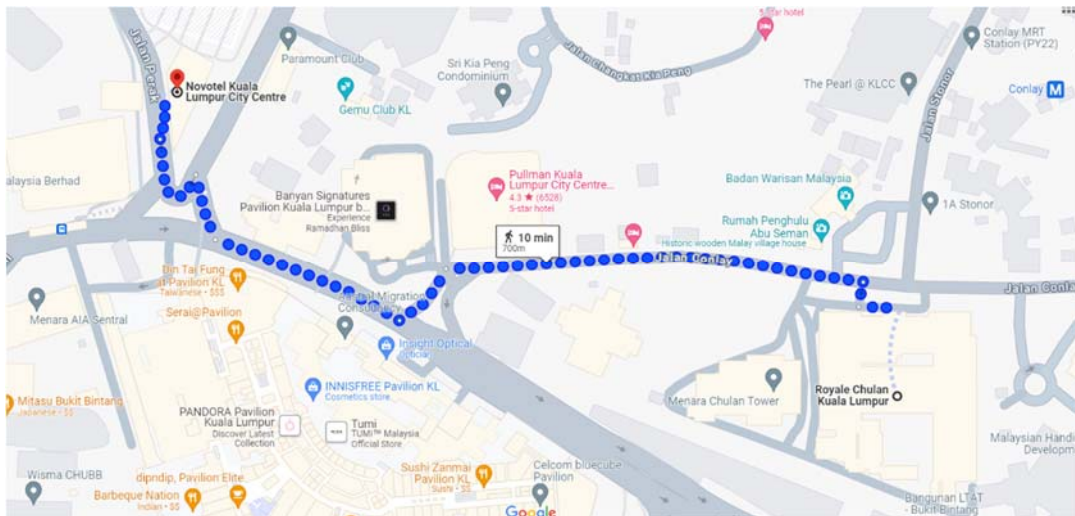 5-star hotel
Jalan Perak
Novotel Kuala
Lumpur City Centre
Paramount Club
Gemu Club KL
Sri Kia Peng
Condominium
Jalan Changkat Kia Peng
The Pearl @ KLCC
Jalan Stonor
Conlay MRT
Station (PY22)
Conlay
M
alaysia Berhad
Banyan Signatures
Pavilion Kuala Lumpur b...
Experience
Ramadhan Bliss
Pullman Kuala
Lumpur City Centre...
4.3 ★ (6528)
5-star hotel
Badan Warisan Malaysia
Rumah Penghulu
Abu Seman
Historic wooden Malay village house
1A Stonor
10 min
700m
Jalan Conlay
Jalan Conla
Din Tai Fung
at Pavilion KL
Taiwanese • $$$
Menara AIA Sentral
Serai@Pavilion
Migration
Insight Optical
Optician
INNISFREE Pavilion KL
Cosmetics store
Mitasu Bukit Bintang
Japanese • $$
PANDORA Pavilion
Kuala Lumpur
Discover Latest
Collection
TUMI
Tumi
TUMI™ Malaysia
Official Store
Menara Chulan Tower
Royale Chulan
Kuala Lumpur
Malaysian Handi
Developm
Wisma CHUBB
dipndip, Pavilion Elite
Barbeque Nation
Indian • $$
Sushi Zanmai
Pavilion KL
Sushi • $$
Celcom bluecube
Pavilion
Bangunan LTAT
- Bukit Bintang
Google